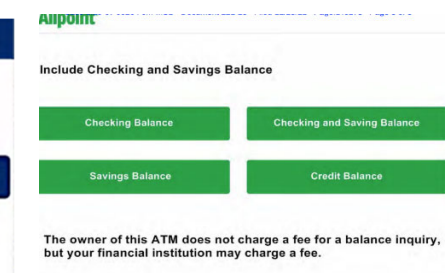 Allpoint
Include Checking and Savings Balance
Checking Balance
Checking and Saving Balance
Savings Balance
Credit Balance
The owner of this ATM does not charge a fee for a balance inquiry,
but your financial institution may charge a fee.